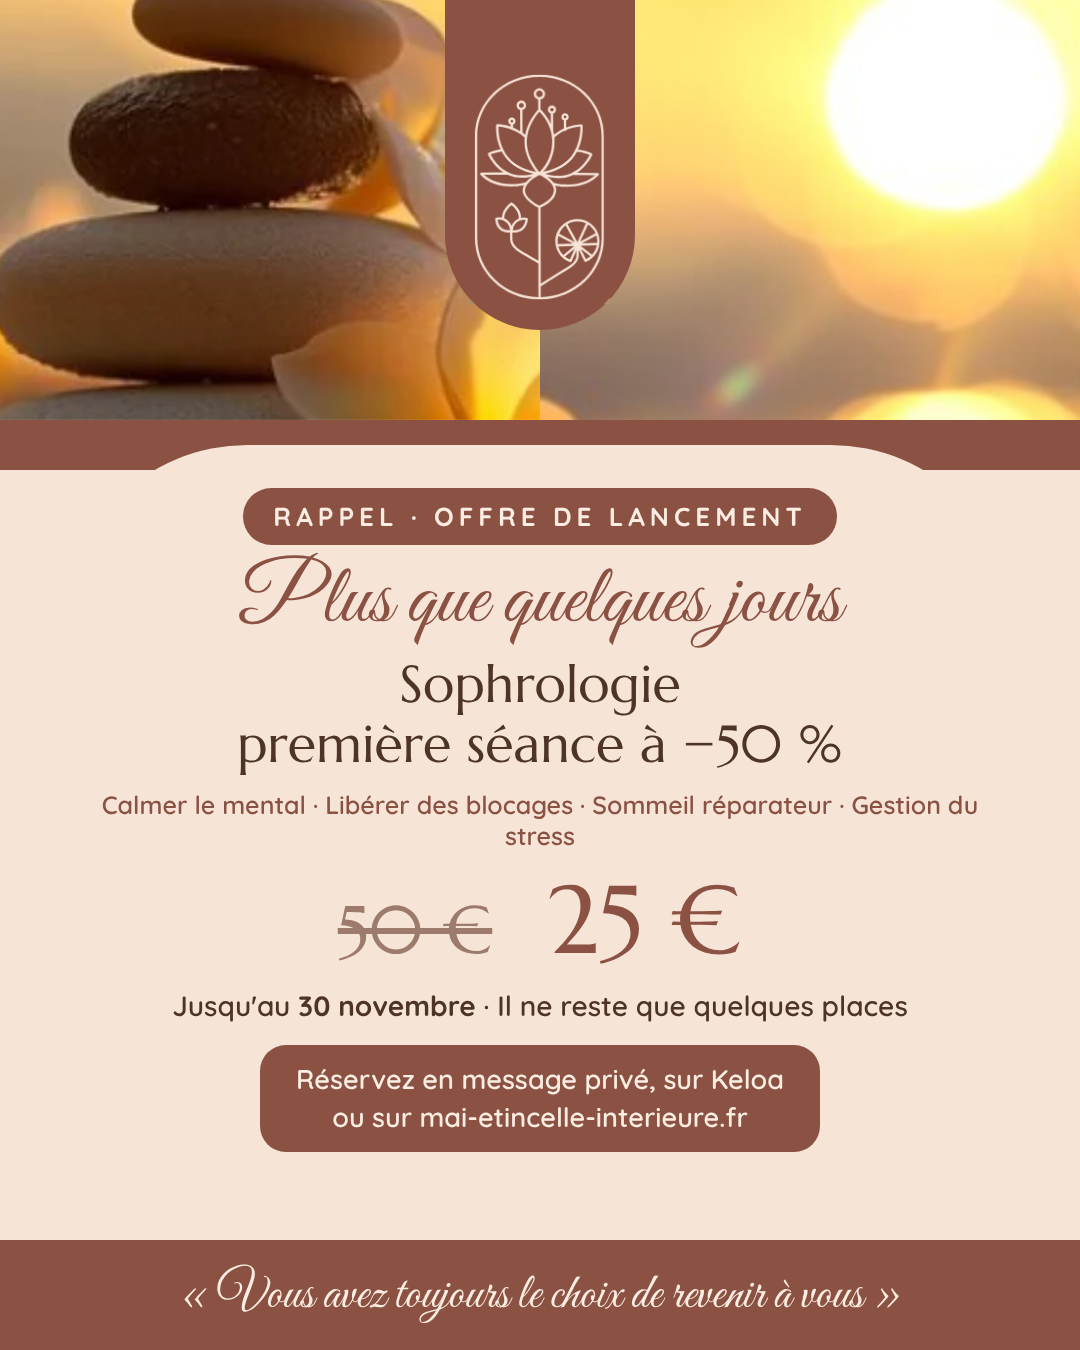 RAPPEL · OFFRE DE LANCEMENT
Plus que quelques jours
Sophrologie
première séance à −50 %
Calmer le mental · Libérer des blocages · Sommeil réparateur · Gestion du
stress
50 € 25 €
Jusqu'au 30 novembre · Il ne reste que quelques places
Réservez en message privé, sur Keloa
ou sur mai-etincelle-interieure.fr
« Vous avez toujours le choix de revenir à vous »